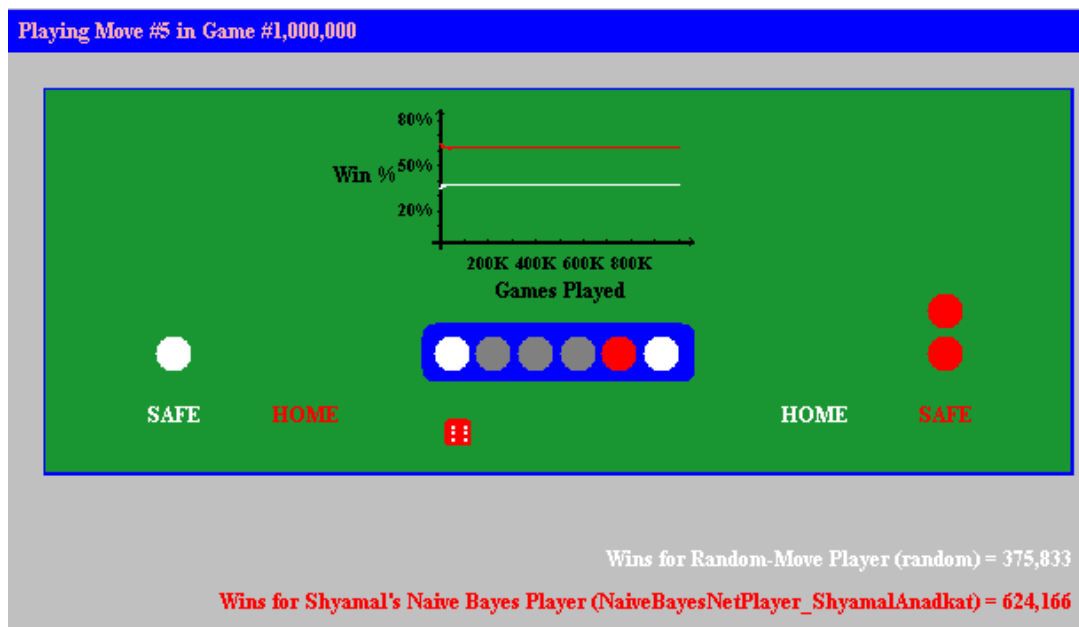 Playing Move #5 in Game #1,000,000
80%
Win % 50%
20%
200K 400K 600K 800K
Games Played
SAFE HOME HOME SAFE
Wins for Random-Move Player (random) = 375,833
Wins for Shyamal's Naive Bayes Player (NaiveBayesNetPlayer_ShyamalAnadkat) = 624,166